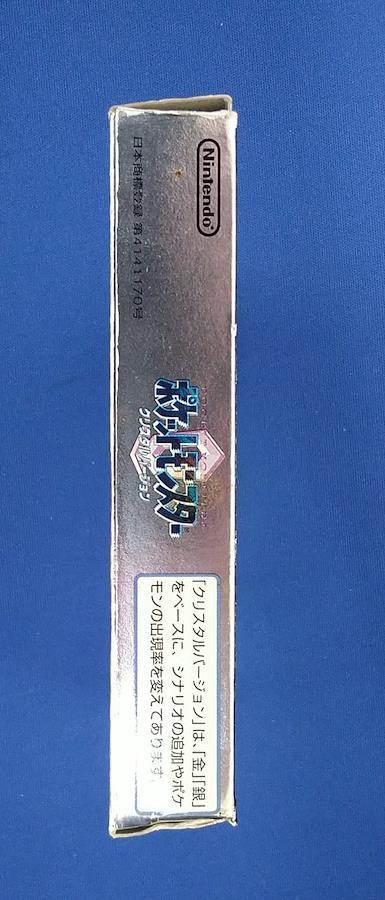 Nintendo®
日本商標登録 第4141170号
ポケットモンスター
クリスタルバージョン
「クリスタルバージョン」は、「金」「銀」
をベースに、シナリオの追加やポケ
モンの出現率を変えてあります。